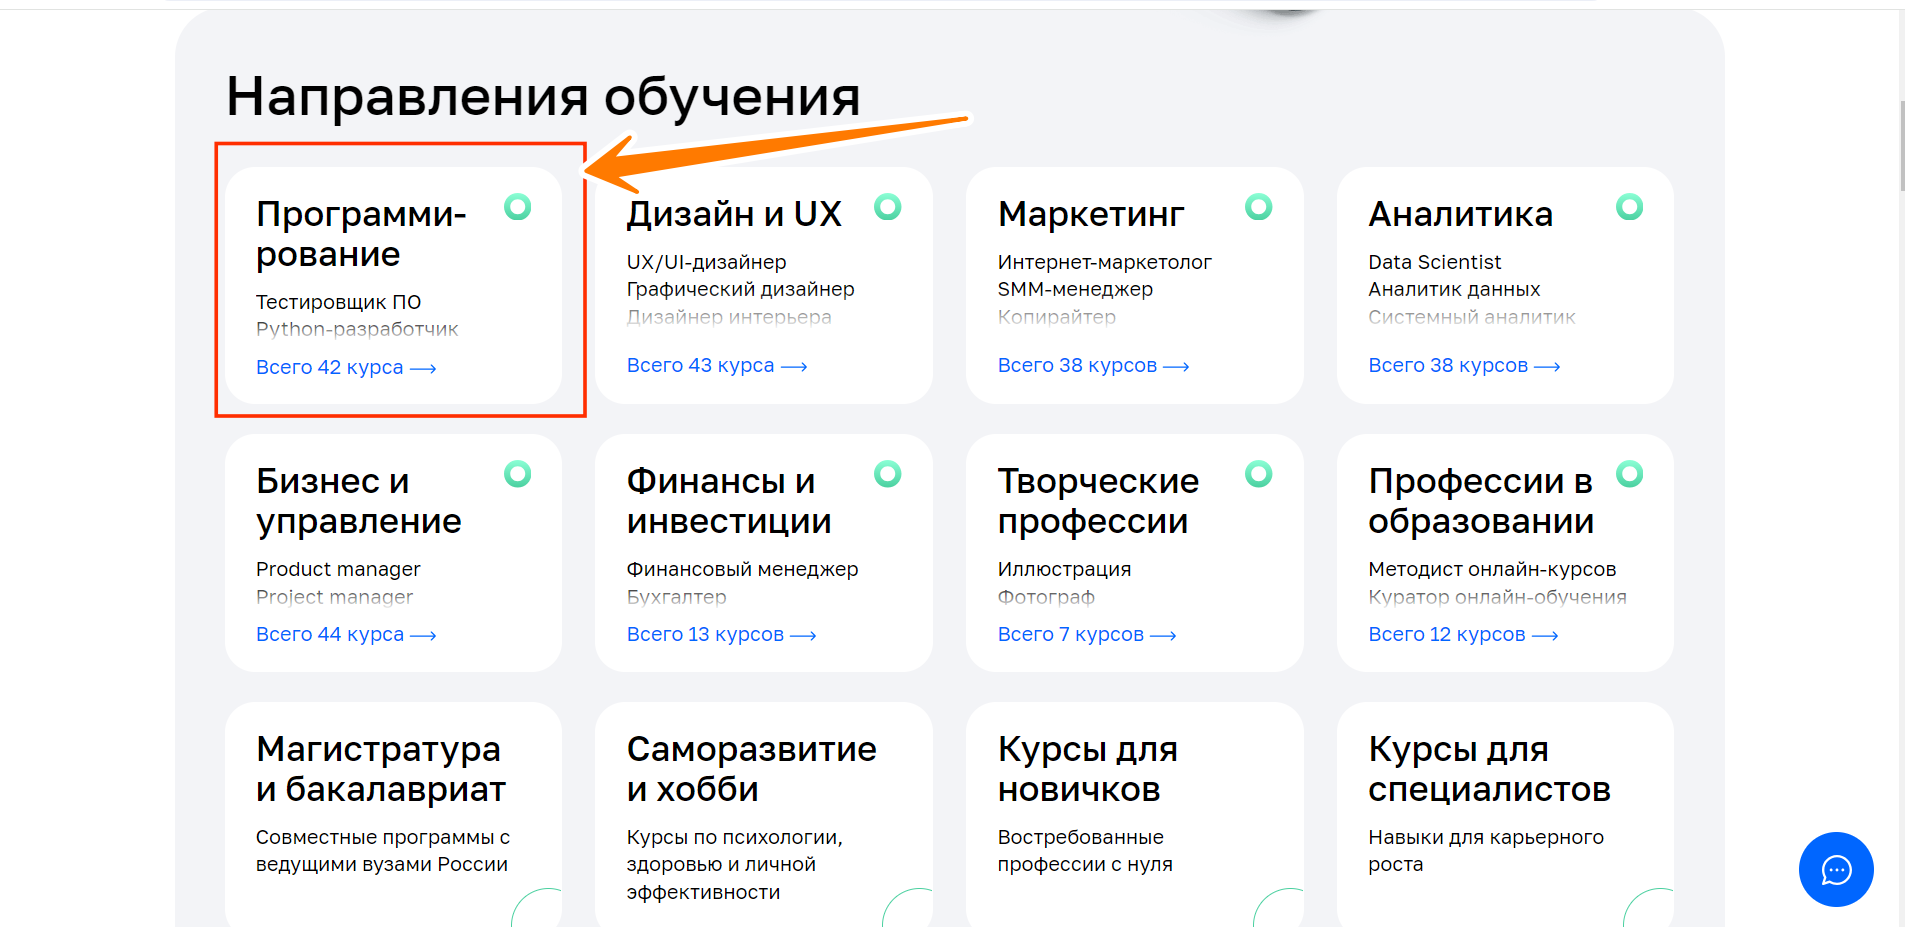 Направления обучения
Программи-
рование
Тестировщик ПО
Python-разработчик
Всего 42 курса →
Дизайн и UX
UX/UI-дизайнер
Графический дизайнер
Дизайнер интерьера
Всего 43 курса →
Маркетинг
Интернет-маркетолог
SMM-менеджер
Копирайтер
Всего 38 курсов →
Аналитика
Data Scientist
Аналитик данных
Системный аналитик
Всего 38 курсов →
Бизнес и
управление
Product manager
Project manager
Всего 44 курса →
Финансы и
инвестиции
Финансовый менеджер
Бухгалтер
Всего 13 курсов →
Творческие
профессии
Иллюстрация
Фотограф
Всего 7 курсов →
Профессии в
образовании
Методист онлайн-курсов
Куратор онлайн-обучения
Всего 12 курсов →
Магистратура
и бакалавриат
Совместные программы с
ведущими вузами России
Саморазвитие
и хобби
Курсы по психологии,
здоровью и личной
эффективности
Курсы для
новичков
Востребованные
профессии с нуля
Курсы для
специалистов
Навыки для карьерного
роста